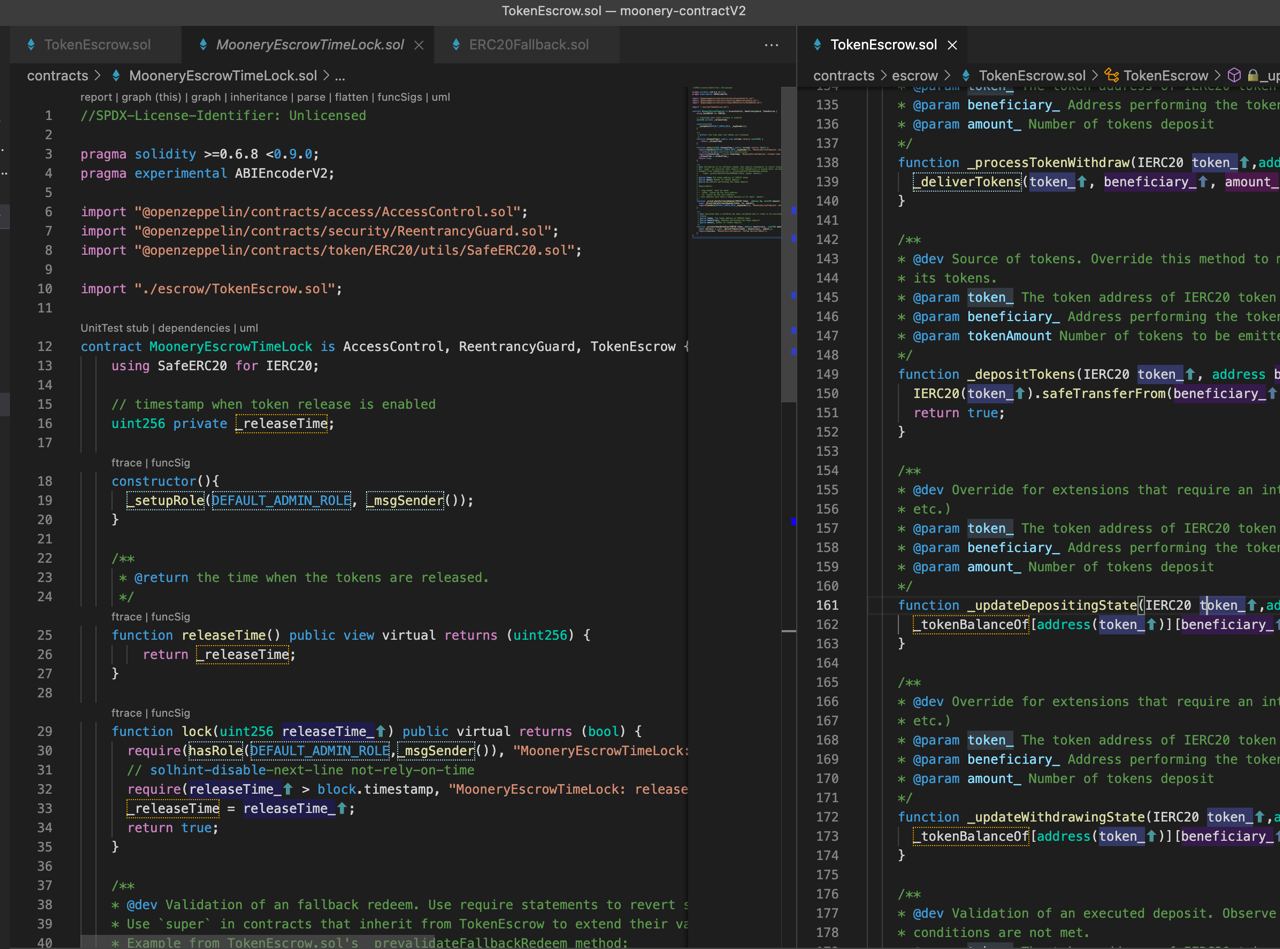 TokenEscrow.sol — moonery-contractV2
TokenEscrow.sol
MooneryEscrowTimeLock.sol
ERC20Fallback.sol
contracts > MooneryEscrowTimeLock.sol > ...
report | graph (this) | graph | inheritance | parse | flatten | funcSigs | uml
1 //SPDX-License-Identifier: Unlicensed
2
3 pragma solidity >=0.6.8 <0.9.0;
4 pragma experimental ABIEncoderV2;
5
6 import "@openzeppelin/contracts/access/AccessControl.sol";
7 import "@openzeppelin/contracts/security/ReentrancyGuard.sol";
8 import "@openzeppelin/contracts/token/ERC20/utils/SafeERC20.sol";
9
10 import "./escrow/TokenEscrow.sol";
11
UnitTest stub | dependencies | uml
12 contract MooneryEscrowTimeLock is AccessControl, ReentrancyGuard, TokenEscrow {
13 using SafeERC20 for IERC20;
14
15 // timestamp when token release is enabled
16 uint256 private _releaseTime;
17
ftrace | funcSig
18 constructor(){
19 _setupRole(DEFAULT_ADMIN_ROLE, _msgSender());
20 }
21
22 /**
23 * @return the time when the tokens are released.
24 */
ftrace | funcSig
25 function releaseTime() public view virtual returns (uint256) {
26 return _releaseTime;
27 }
28
ftrace | funcSig
29 function lock(uint256 releaseTime_↑) public virtual returns (bool) {
30 require(hasRole(DEFAULT_ADMIN_ROLE,_msgSender()), "MooneryEscrowTimeLock:
31 // solhint-disable-next-line not-rely-on-time
32 require(releaseTime_↑ > block.timestamp, "MooneryEscrowTimeLock: release
33 _releaseTime = releaseTime_↑;
34 return true;
35 }
36
37 /**
38 * @dev Validation of an fallback redeem. Use require statements to revert s
39 * Use `super` in contracts that inherit from TokenEscrow to extend their va
40 * Example from TokenEscrow.sol's _prevalidateFallbackRedeem method:
TokenEscrow.sol
contracts > escrow > TokenEscrow.sol > TokenEscrow > _up
134 * @param token_ The token address of IERC20 token
135 * @param beneficiary_ Address performing the token
136 * @param amount_ Number of tokens deposit
137 */
138 function _processTokenWithdraw(IERC20 token_↑,add
139 _deliverTokens(token_↑, beneficiary_↑, amount_
140 }
141
142 /**
143 * @dev Source of tokens. Override this method to m
144 * its tokens.
145 * @param token_ The token address of IERC20 token
146 * @param beneficiary_ Address performing the token
147 * @param tokenAmount Number of tokens to be emitte
148 */
149 function _depositTokens(IERC20 token_↑, address b
150 IERC20(token_↑).safeTransferFrom(beneficiary_↑
151 return true;
152 }
153
154 /**
155 * @dev Override for extensions that require an int
156 * etc.)
157 * @param token_ The token address of IERC20 token
158 * @param beneficiary_ Address performing the token
159 * @param amount_ Number of tokens deposit
160 */
161 function _updateDepositingState(IERC20 token_↑,ad
162 _tokenBalanceOf[address(token_↑)][beneficiary_↑
163 }
164
165 /**
166 * @dev Override for extensions that require an int
167 * etc.)
168 * @param token_ The token address of IERC20 token
169 * @param beneficiary_ Address performing the token
170 * @param amount_ Number of tokens deposit
171 */
172 function _updateWithdrawingState(IERC20 token_↑,a
173 _tokenBalanceOf[address(token_↑)][beneficiary_↑
174 }
175
176 /**
177 * @dev Validation of an executed deposit. Observe
178 * conditions are not met.